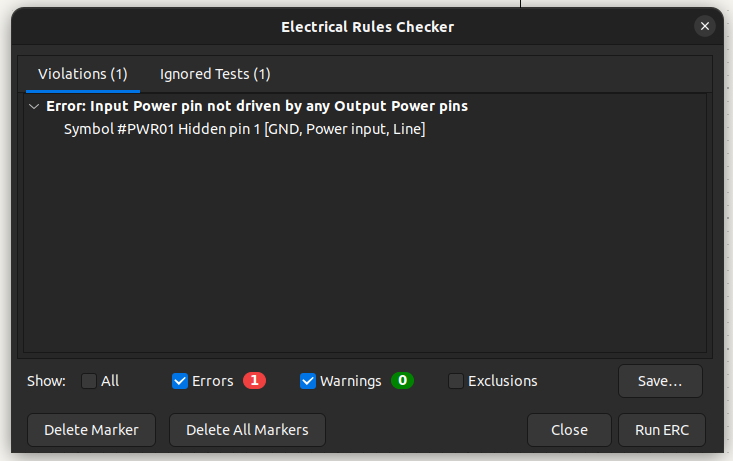 Electrical Rules Checker
Violations (1) Ignored Tests (1)
Error: Input Power pin not driven by any Output Power pins
Symbol #PWR01 Hidden pin 1 [GND, Power input, Line]
Show: All Errors 1 Warnings 0 Exclusions Save...
Delete Marker Delete All Markers Close Run ERC